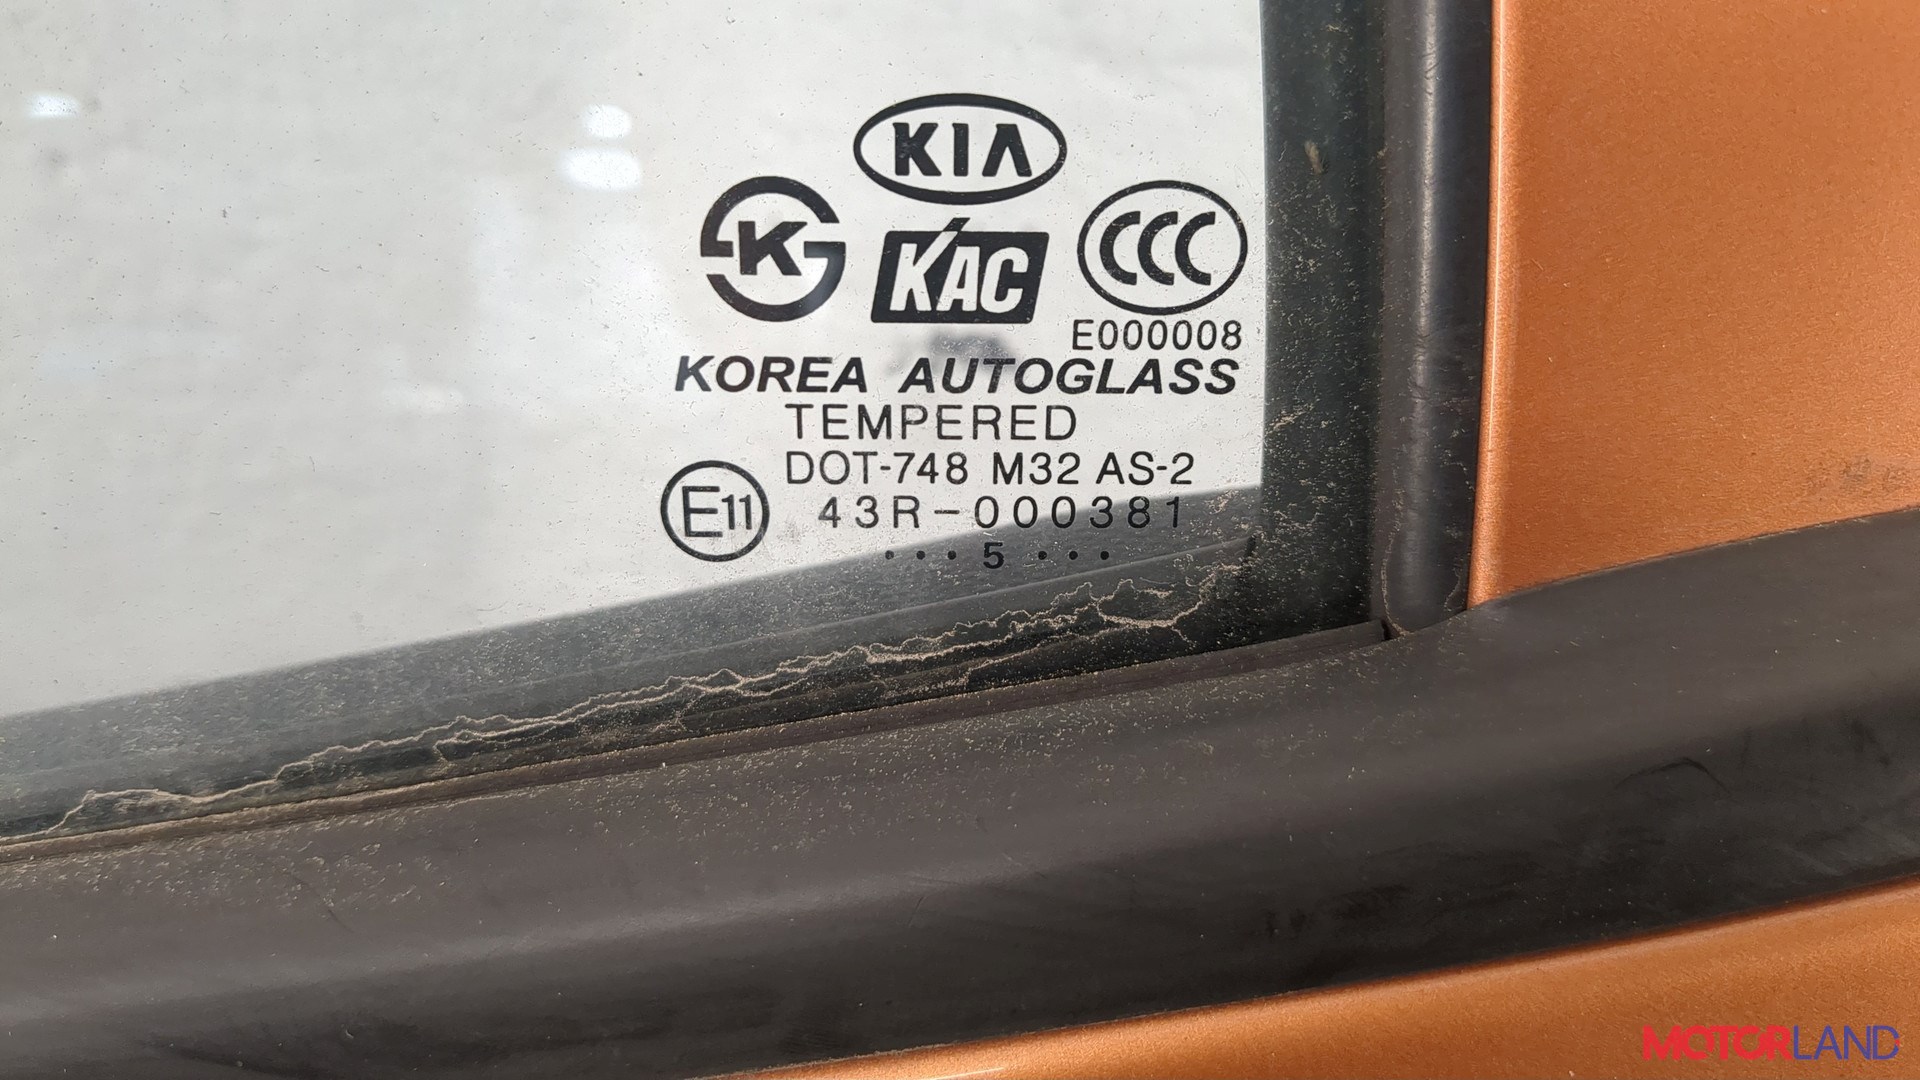 KIA
K
KAC
CCC
E000008
KOREA AUTOGLASS
TEMPERED
DOT-748 M32 AS-2
E11
43R-000381
···5···
MOTORLAND